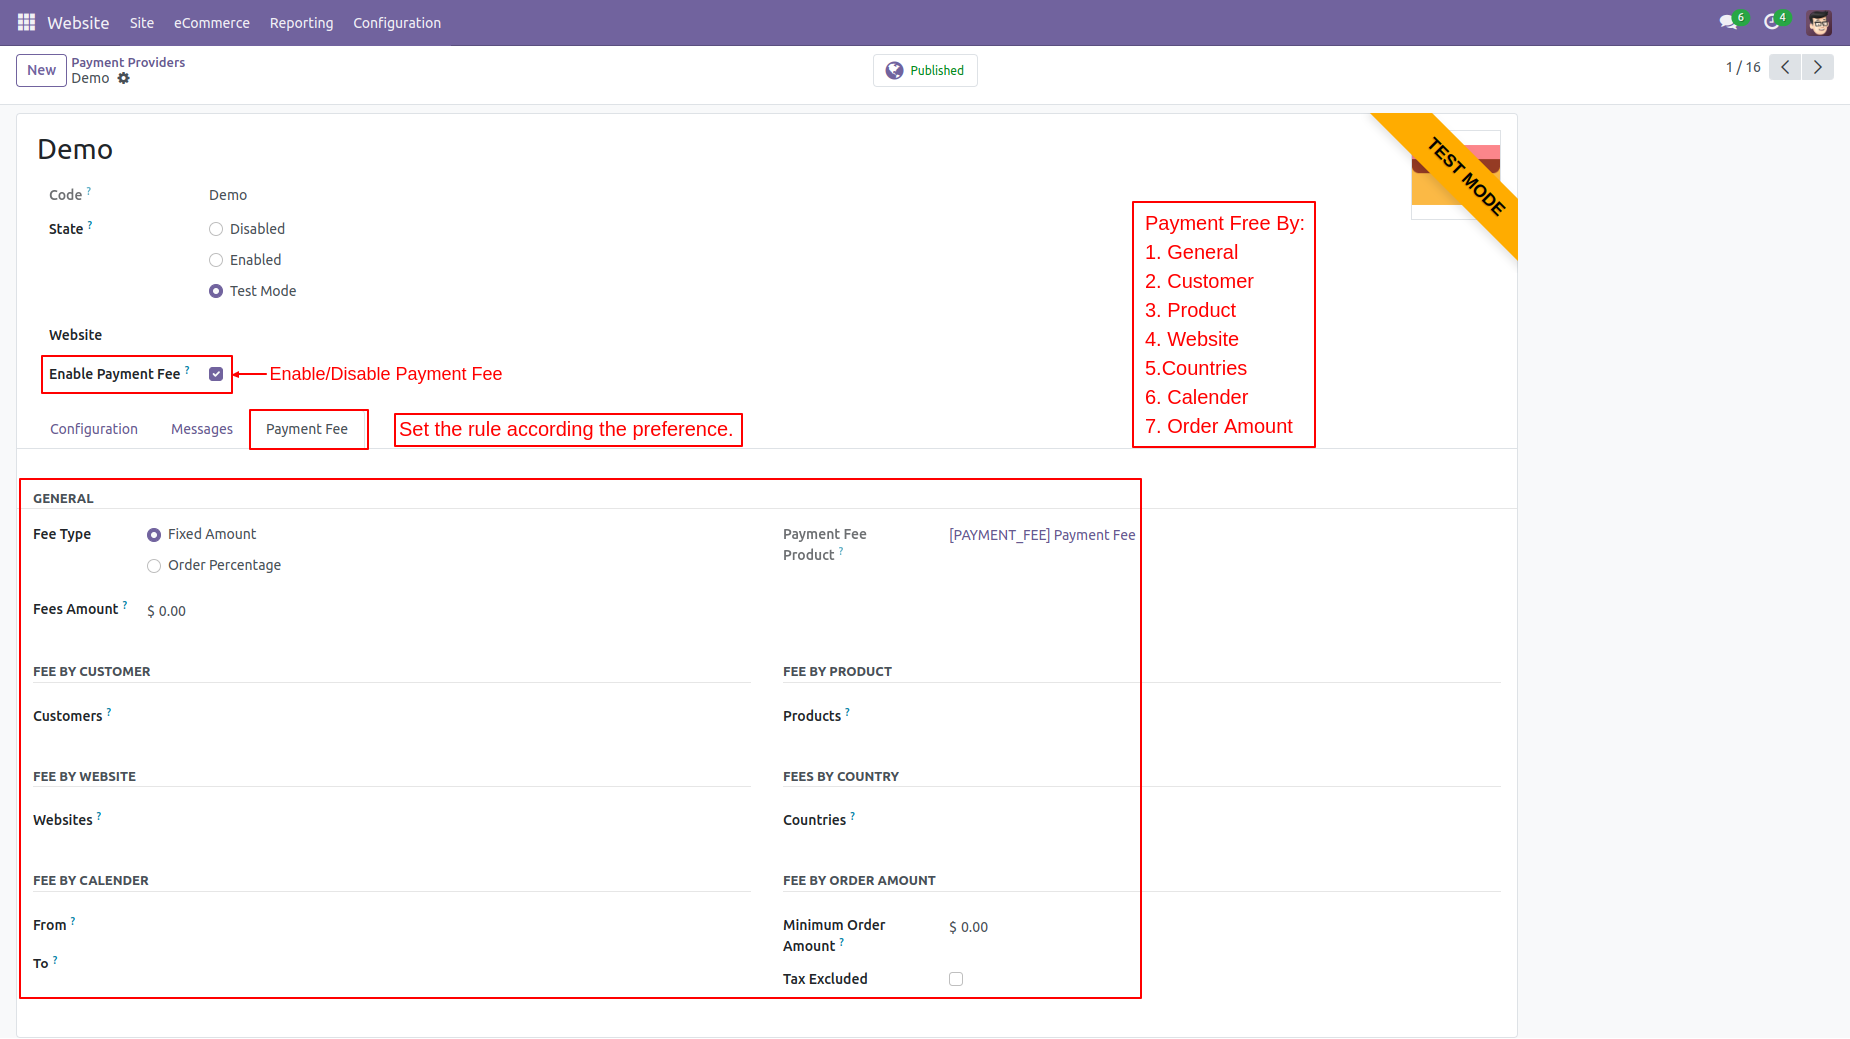 Website Site eCommerce Reporting Configuration 6 4
New Payment Providers
Demo
Published
1 / 16
Demo
TEST MODE
Code ? Demo
State ? Disabled
Enabled
Test Mode
Website
Enable Payment Fee ?
Enable/Disable Payment Fee
Payment Free By:
1. General
2. Customer
3. Product
4. Website
5.Countries
6. Calender
7. Order Amount
Configuration Messages Payment Fee
Set the rule according the preference.
GENERAL
Fee Type Fixed Amount
Order Percentage
Payment Fee
Product ?
[PAYMENT_FEE] Payment Fee
Fees Amount ? $ 0.00
FEE BY CUSTOMER
Customers ?
FEE BY PRODUCT
Products ?
FEE BY WEBSITE
Websites ?
FEES BY COUNTRY
Countries ?
FEE BY CALENDER
From ?
To ?
FEE BY ORDER AMOUNT
Minimum Order
Amount ?
$ 0.00
Tax Excluded